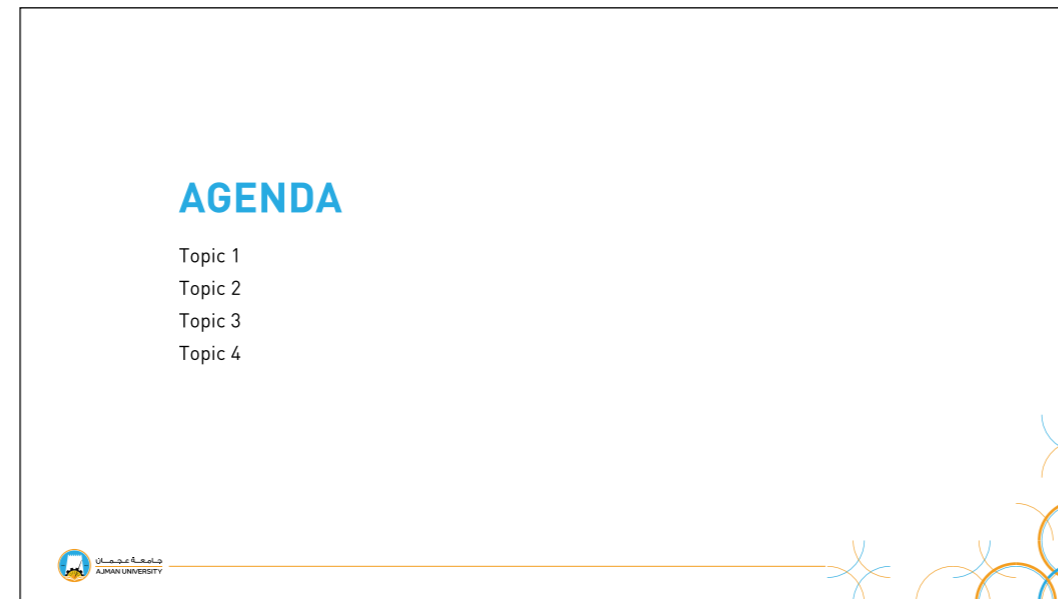 AGENDA
Topic 1
Topic 2
Topic 3
Topic 4
جامعة عجمان
AJMAN UNIVERSITY